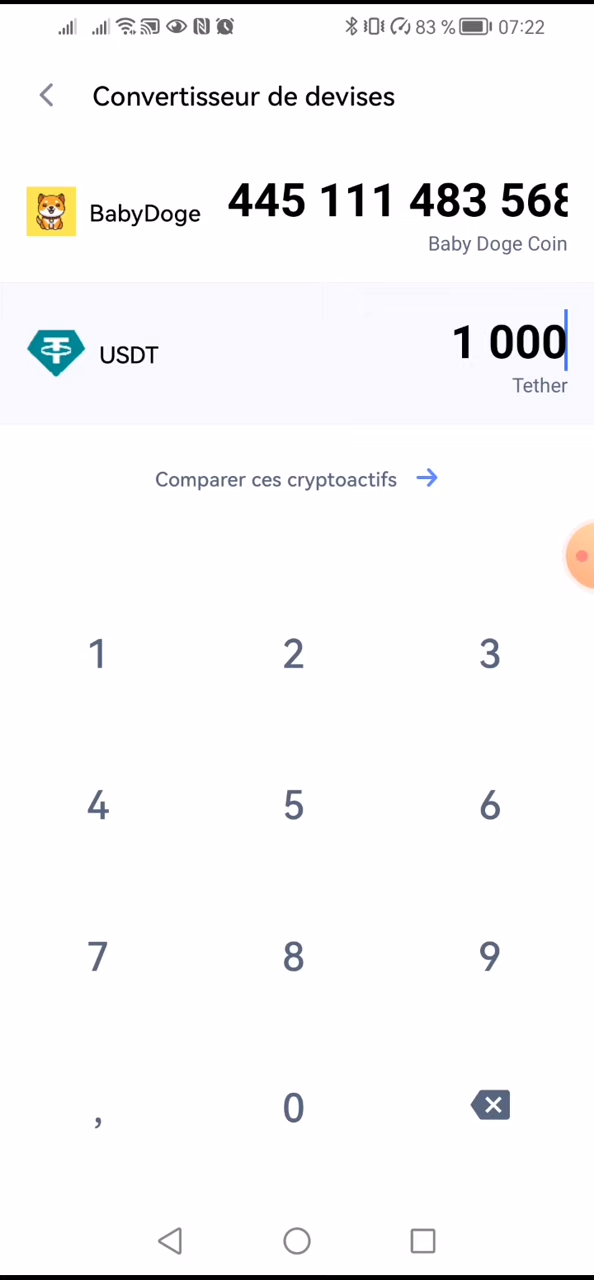 83 % 07:22
Convertisseur de devises
BabyDoge 445 111 483 568
Baby Doge Coin
USDT 1 000
Tether
Comparer ces cryptoactifs
1 2 3
4 5 6
7 8 9
, 0